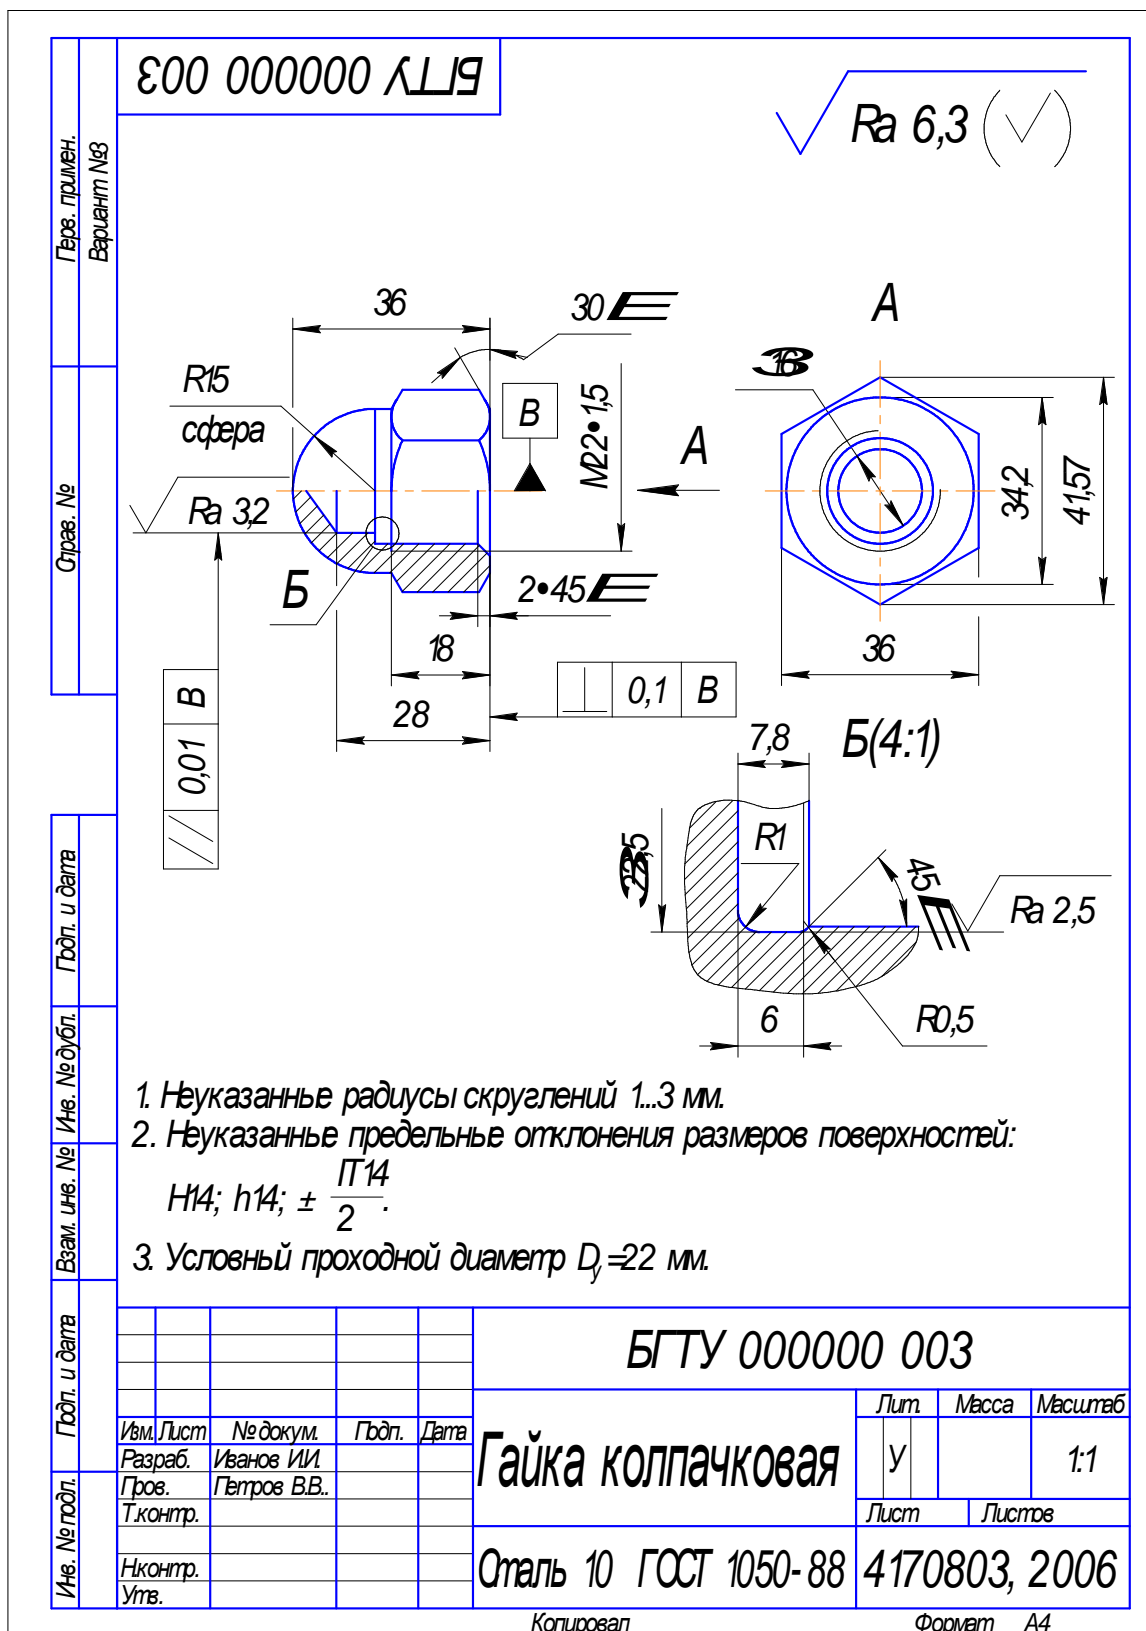 БГТУ 000000 003
Перв. примен.
Вариант №3
Справ. №
Подп. и дата
Инв. № дубл.
Взам. инв. №
Подп. и дата
Инв. № подл.
Ra 6,3
36
30
R15
сфера
В
М22•1,5
А
Ra 3,2
Б
2•45
18
28
0,1 В
0,01 В
А
34,2
41,57
36
Б(4:1)
7,8
R1
45
Ra 2,5
6
R0,5
1. Неуказанные радиусы скруглений 1...3 мм.
2. Неуказанные предельные отклонения размеров поверхностей:
H14; h14; ± IT14
2 .
3. Условный проходной диаметр Dу=22 мм.
БГТУ 000000 003
Изм. Лист № докум. Подп. Дата
Разраб. Иванов И.И.
Пров. Петров В.В..
Т.контр.
Н.контр.
Утв.
Гайка колпачковая
Лит. Масса Масштаб
У 1:1
Лист Листов
Сталь 10 ГОСТ 1050-88
4170803, 2006
Копировал Формат А4